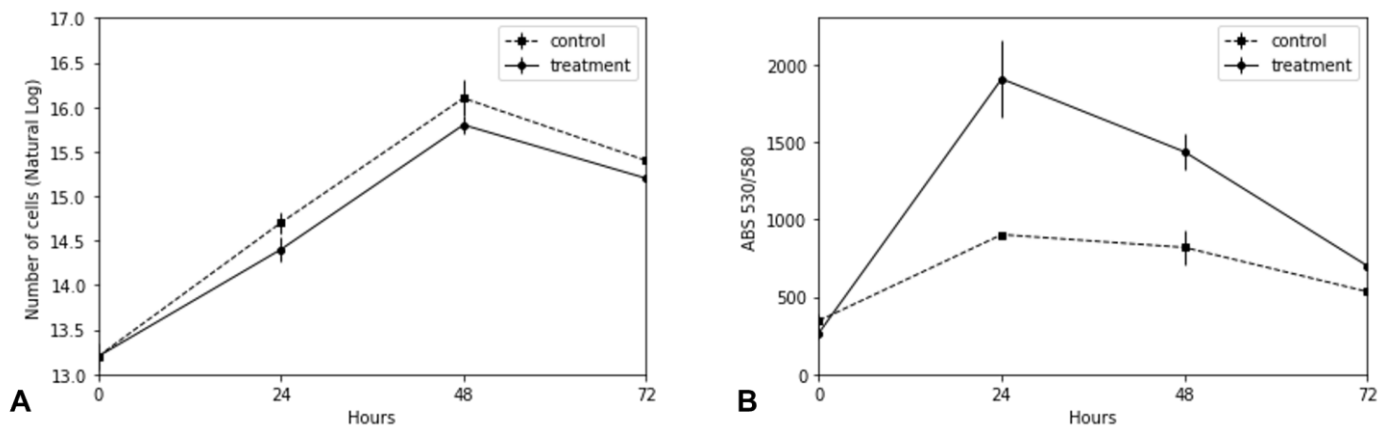 17.0
16.5
16.0
15.5
15.0
14.5
14.0
13.5
13.0
Number of cells (Natural Log)
control
treatment
0 24 48 72
Hours
A
2000
1500
1000
500
0
ABS 530/580
control
treatment
0 24 48 72
Hours
B